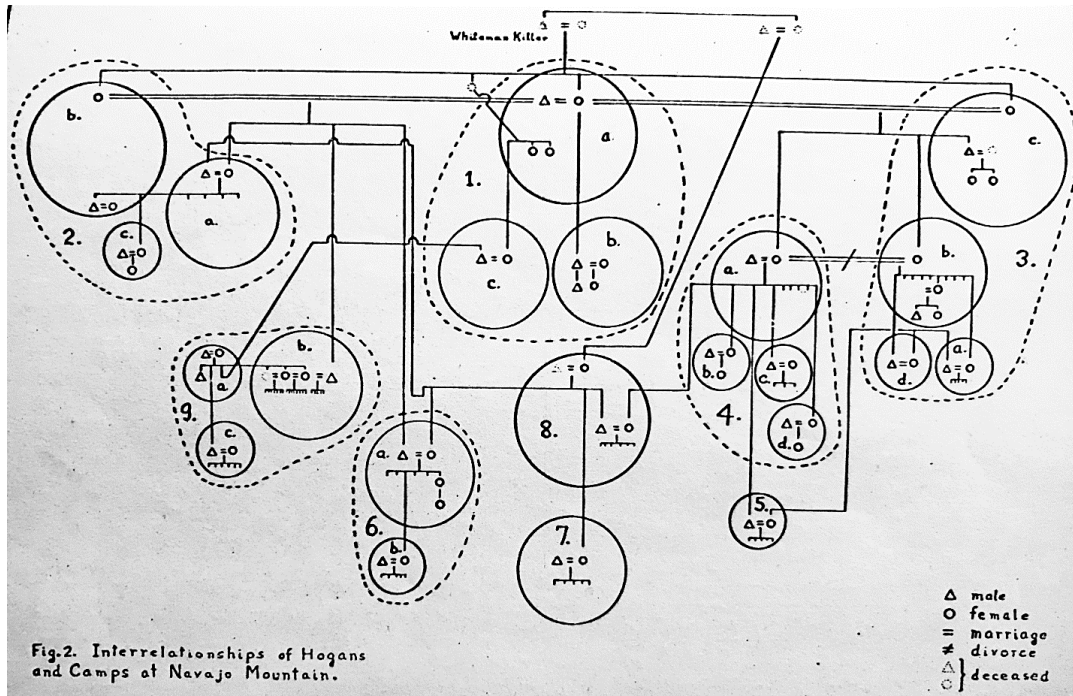 Whiteman Killer
b.
a.
c.
1.
a.
2.
c.
c.
b.
a.
b.
3.
b.
c.
d.
a.
9.
a.
b.
c.
4.
d.
8.
5.
a.
6.
b.
7.
△ male
○ female
= marriage
≠ divorce
△
○ } deceased
Fig.2. Interrelationships of Hogans
and Camps at Navajo Mountain.